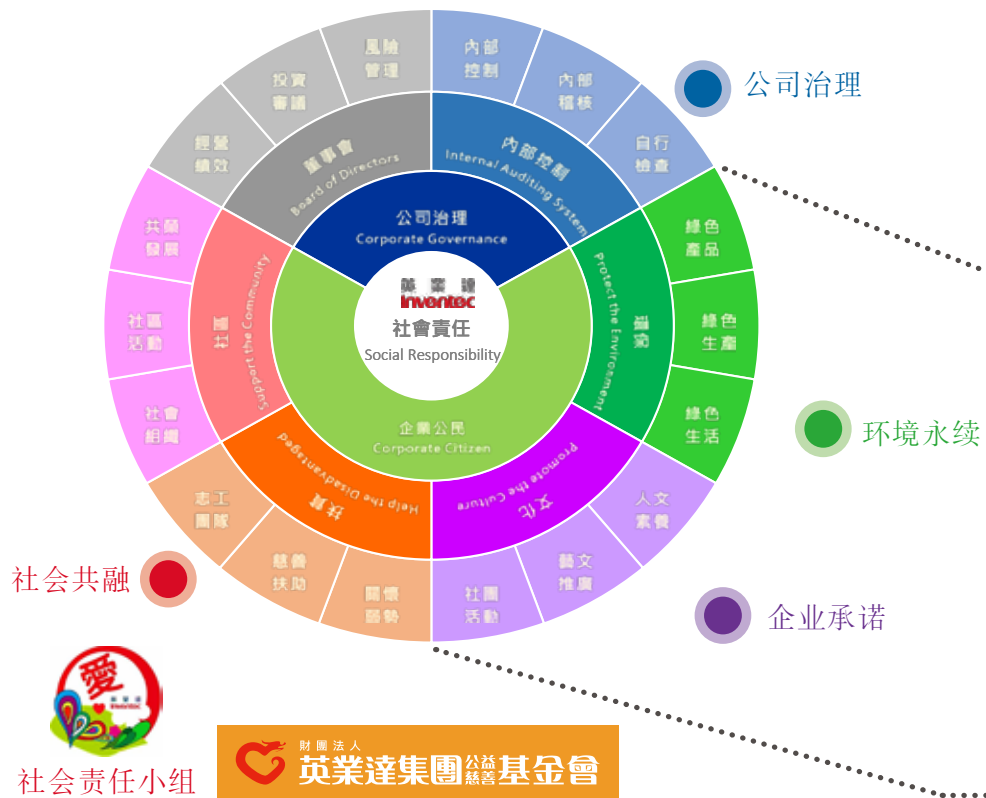 風險
管理
內部
控制
投資
審議
內部
稽核
經營
績效
自行
檢查
公司治理
董事會
Board of Directors
內部控制
Internal Auditing System
公司治理
Corporate Governance
共榮
發展
綠色
產品
社區
活動
社區
Support the Community
英業達
Inventec
社會責任
Social Responsibility
環保
Protect the Environment
綠色
生產
社會
組織
企業公民
Corporate Citizen
綠色
生活
环境永续
志工
團隊
扶貧
Help the Disadvantaged
文化
Promote the Culture
人文
素養
慈善
扶助
關懷
弱勢
社團
活動
藝文
推廣
社会共融
企业承诺
愛
英業達
Inventec
社会责任小组
財團法人
英業達集團公益慈善基金會